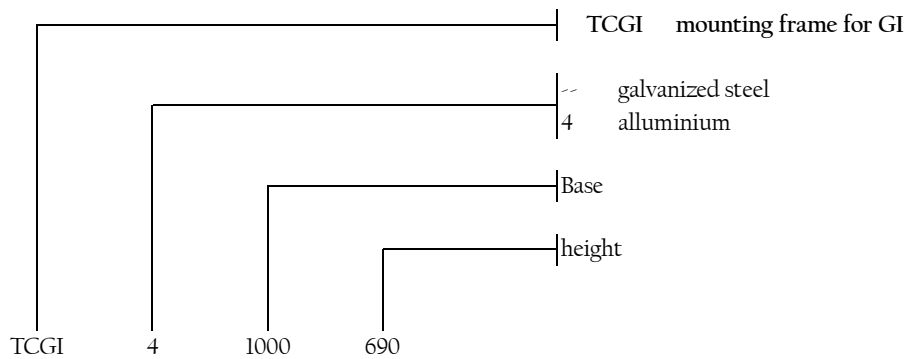 TCGI mounting frame for GI
-- galvanized steel
4 alluminium
Base
height
TCGI 4 1000 690